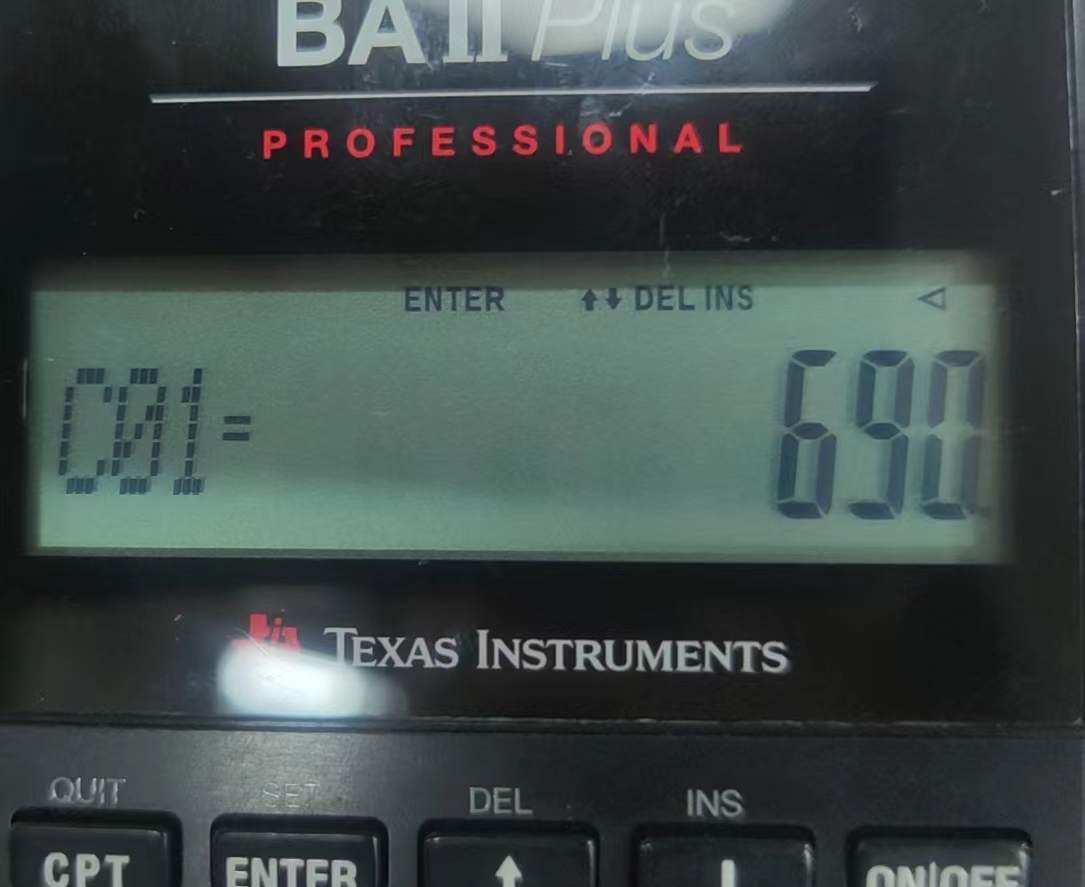 BA II Plus
PROFESSIONAL
ENTER ↑↓ DEL INS ◁
C01= 690.
TEXAS INSTRUMENTS
QUIT SET DEL INS
CPT ENTER ↑ ↓ ON|OFF